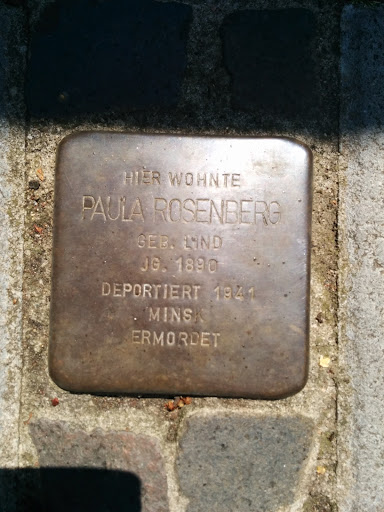 HIER WOHNTE
PAULA ROSENBERG
GEB. LIND
JG. 1890
DEPORTIERT 1941
MINSK
ERMORDET